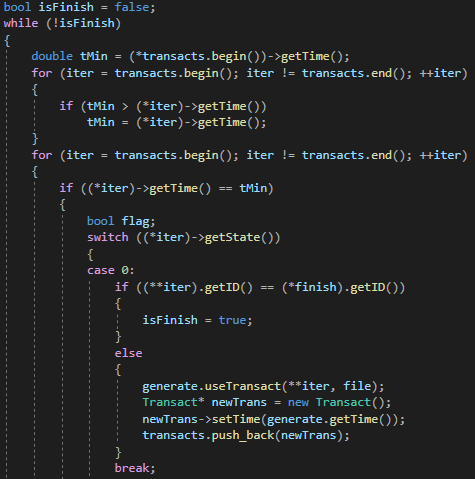 bool isFinish = false;
while (!isFinish)
{
    double tMin = (*transacts.begin())->getTime();
    for (iter = transacts.begin(); iter != transacts.end(); ++iter)
    {
        if (tMin > (*iter)->getTime())
            tMin = (*iter)->getTime();
    }
    for (iter = transacts.begin(); iter != transacts.end(); ++iter)
    {
        if ((*iter)->getTime() == tMin)
        {
            bool flag;
            switch ((*iter)->getState())
            {
            case 0:
                if ((**iter).getID() == (*finish).getID())
                {
                    isFinish = true;
                }
                else
                {
                    generate.useTransact(**iter, file);
                    Transact* newTrans = new Transact();
                    newTrans->setTime(generate.getTime());
                    transacts.push_back(newTrans);
                }
                break;